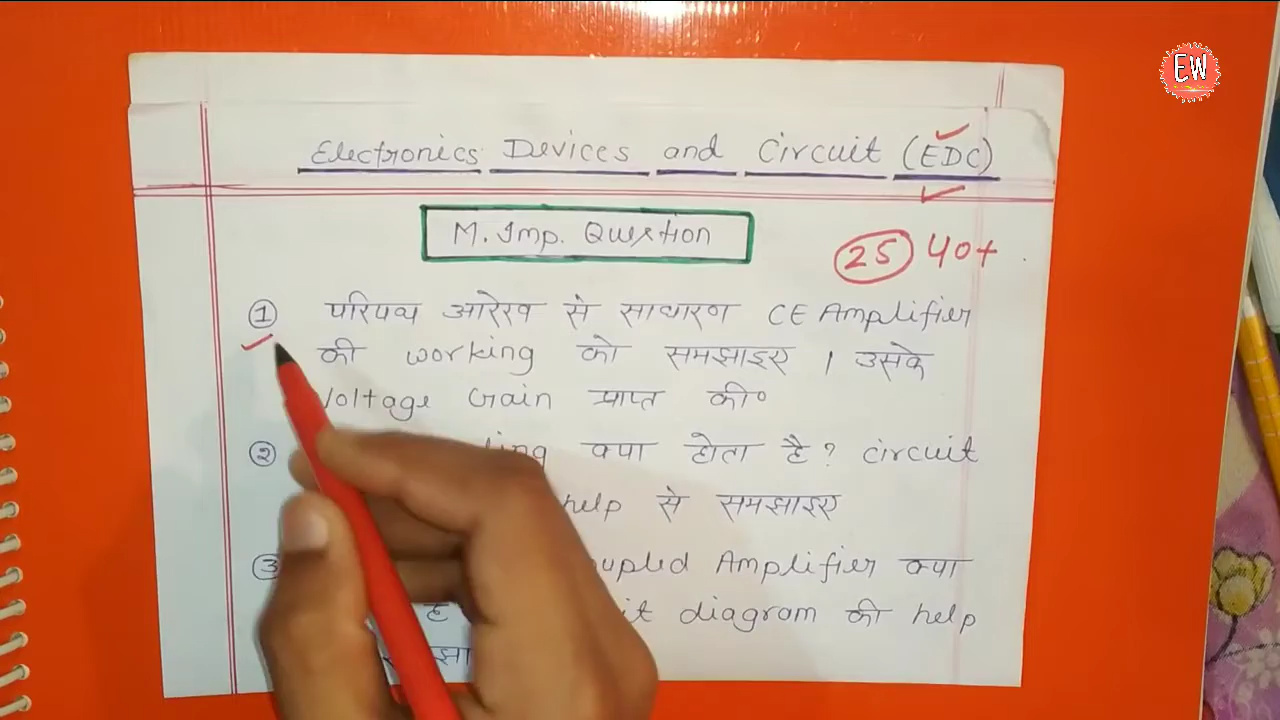 EW
Electronics Devices and Circuit (EDC)
M. Imp. Question
25 40+
① परिपथ आरेख से साधारण CE Amplifier
की working को समझाइए । उसके
Voltage Gain प्राप्त की॰
② क्या होता है? circuit
help से समझाइए
③ Amplifier क्या
है diagram की help